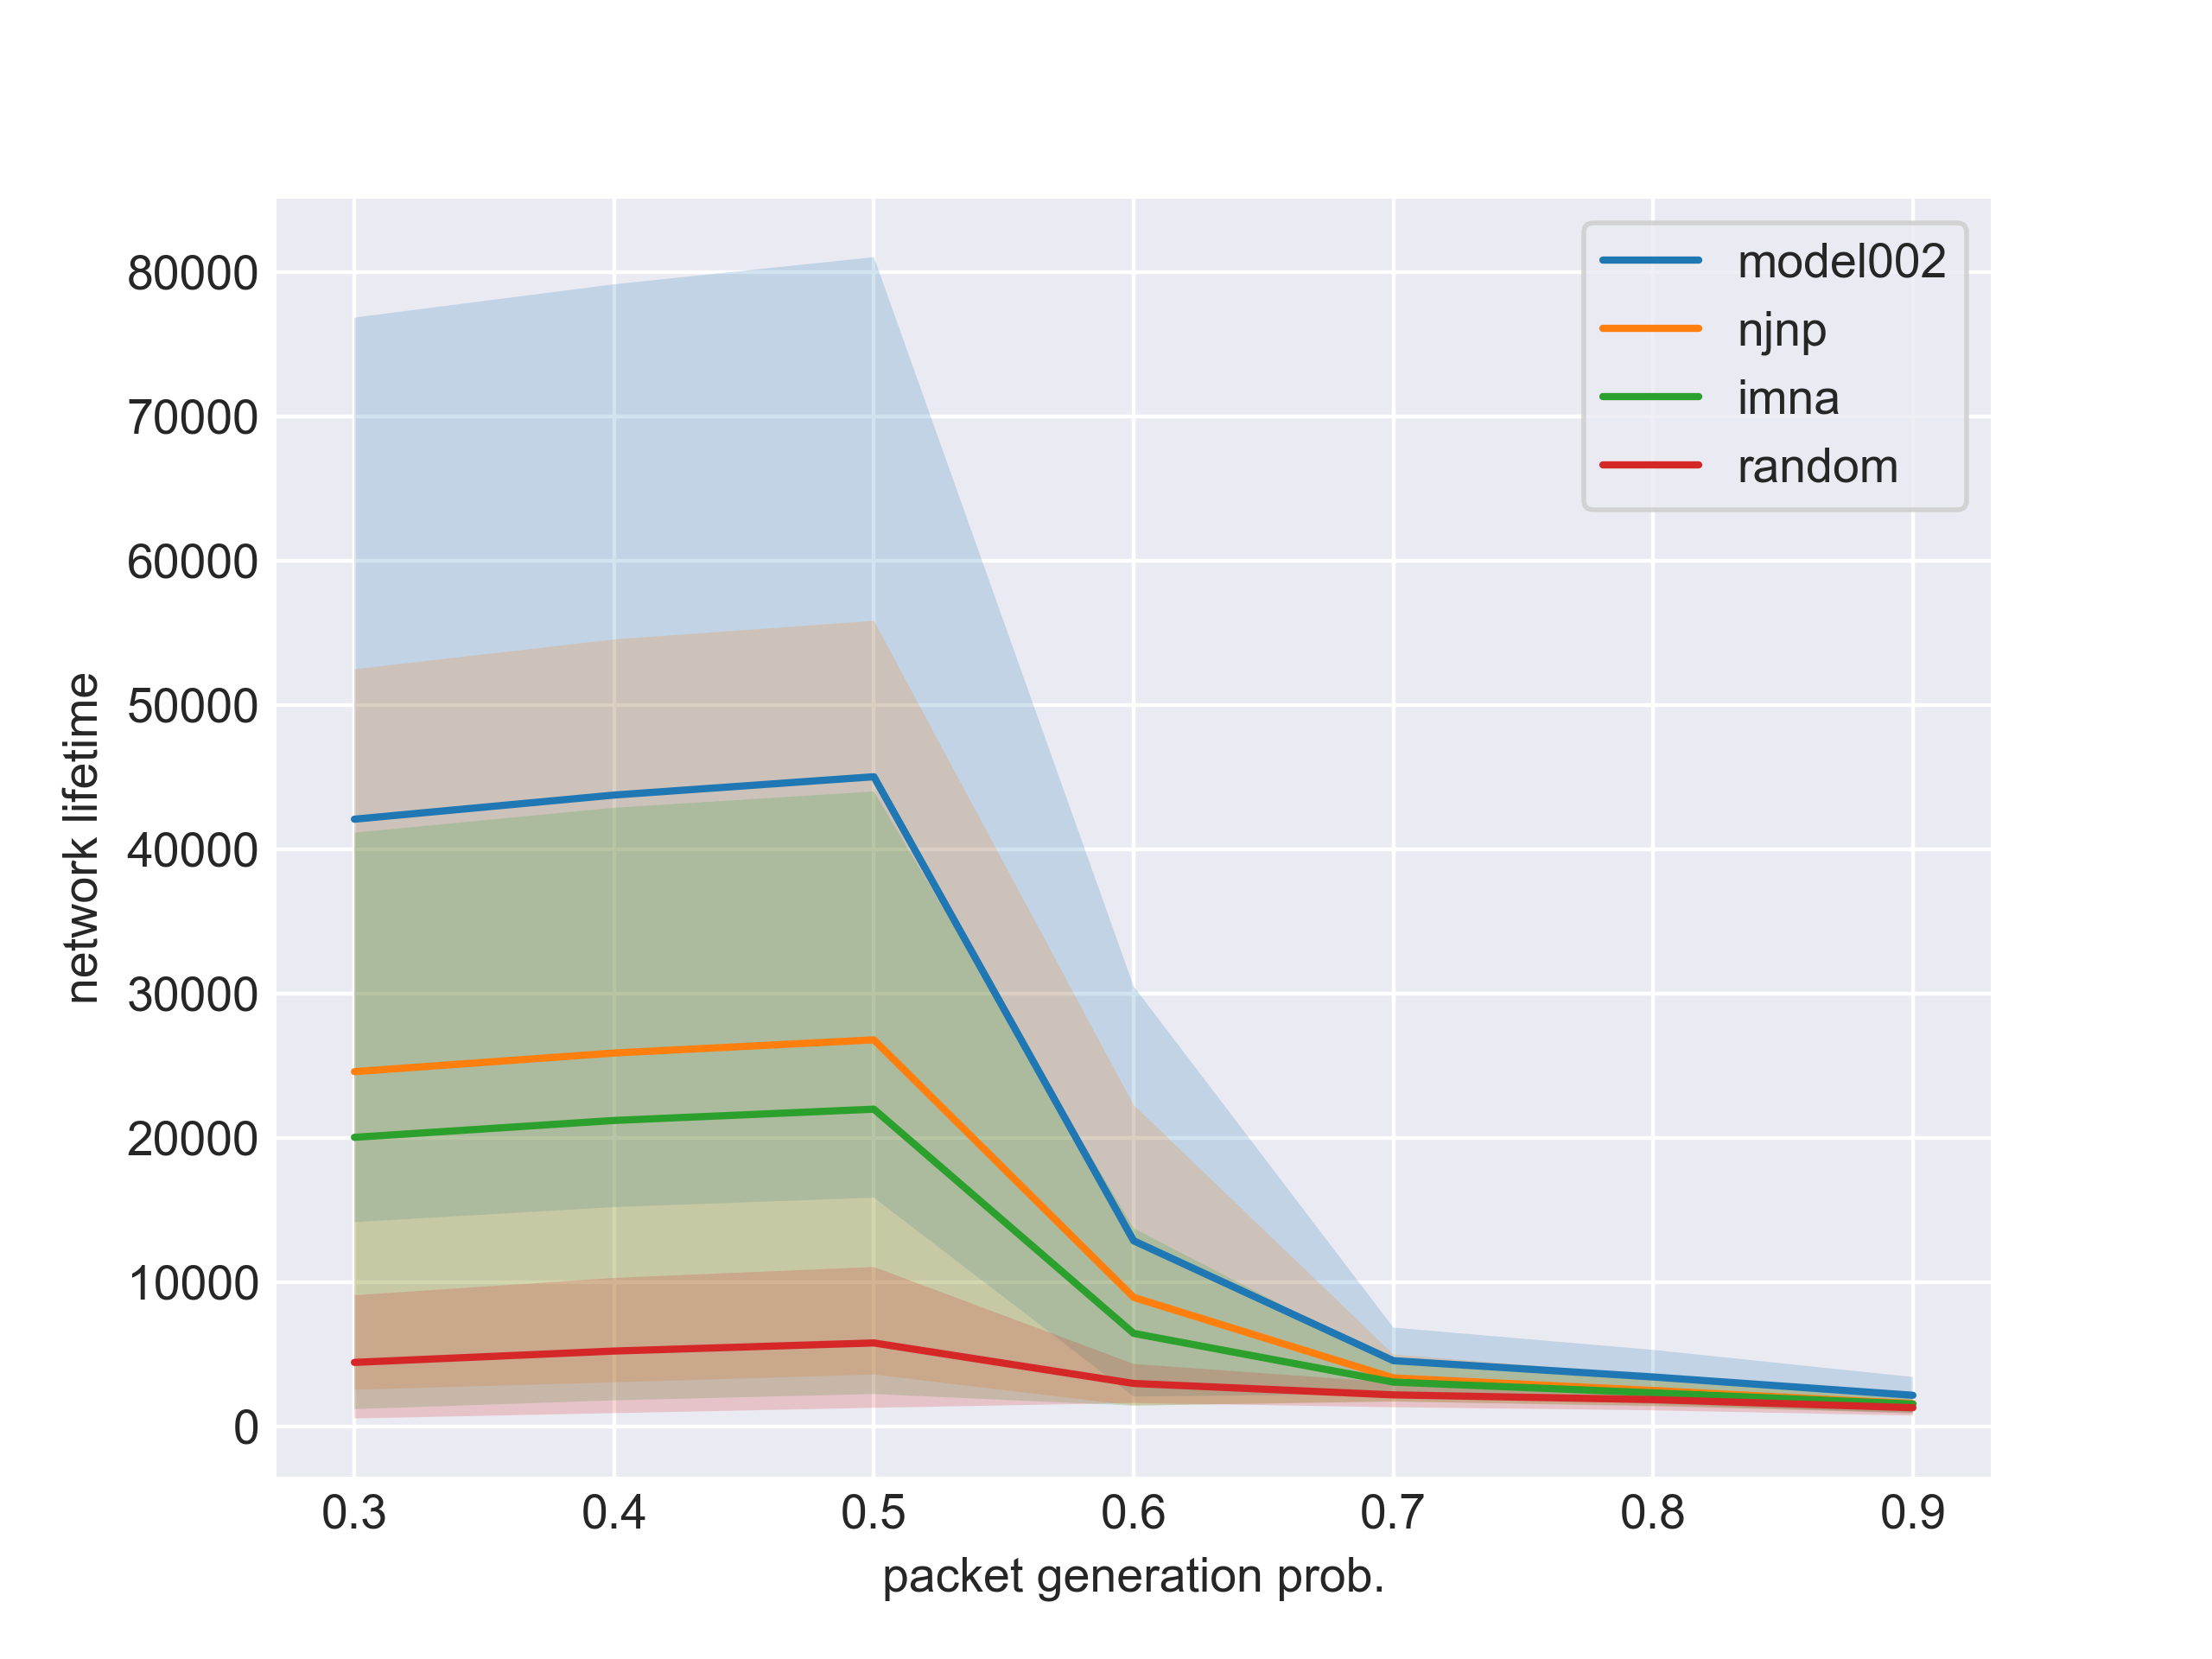 model002
njnp
imna
random
80000
70000
60000
50000
40000
30000
20000
10000
0
network lifetime
0.3 0.4 0.5 0.6 0.7 0.8 0.9
packet generation prob.